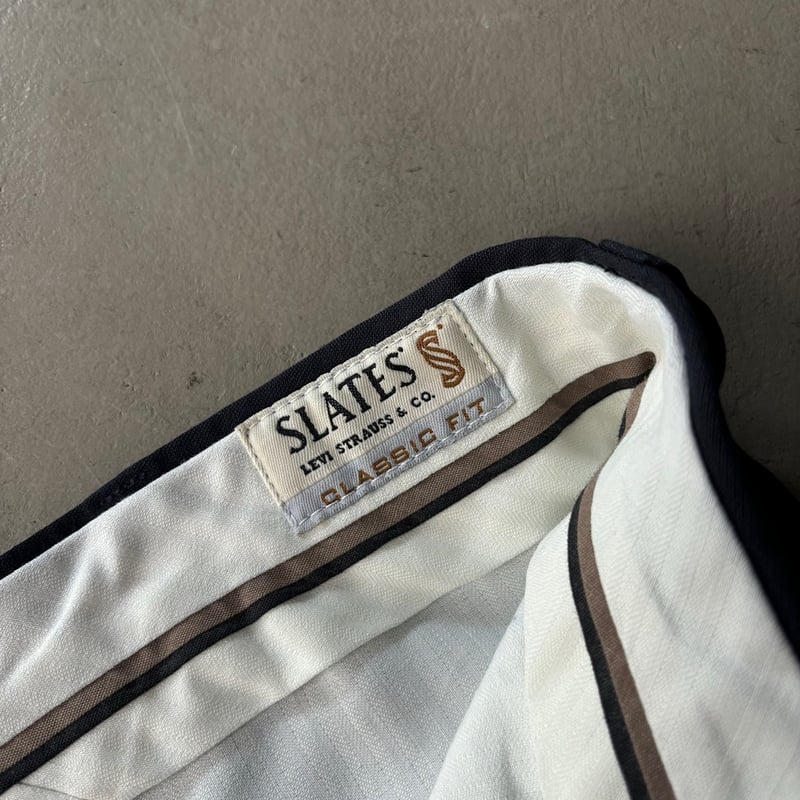 SLATES S
LEVI STRAUSS & CO.
CLASSIC FIT